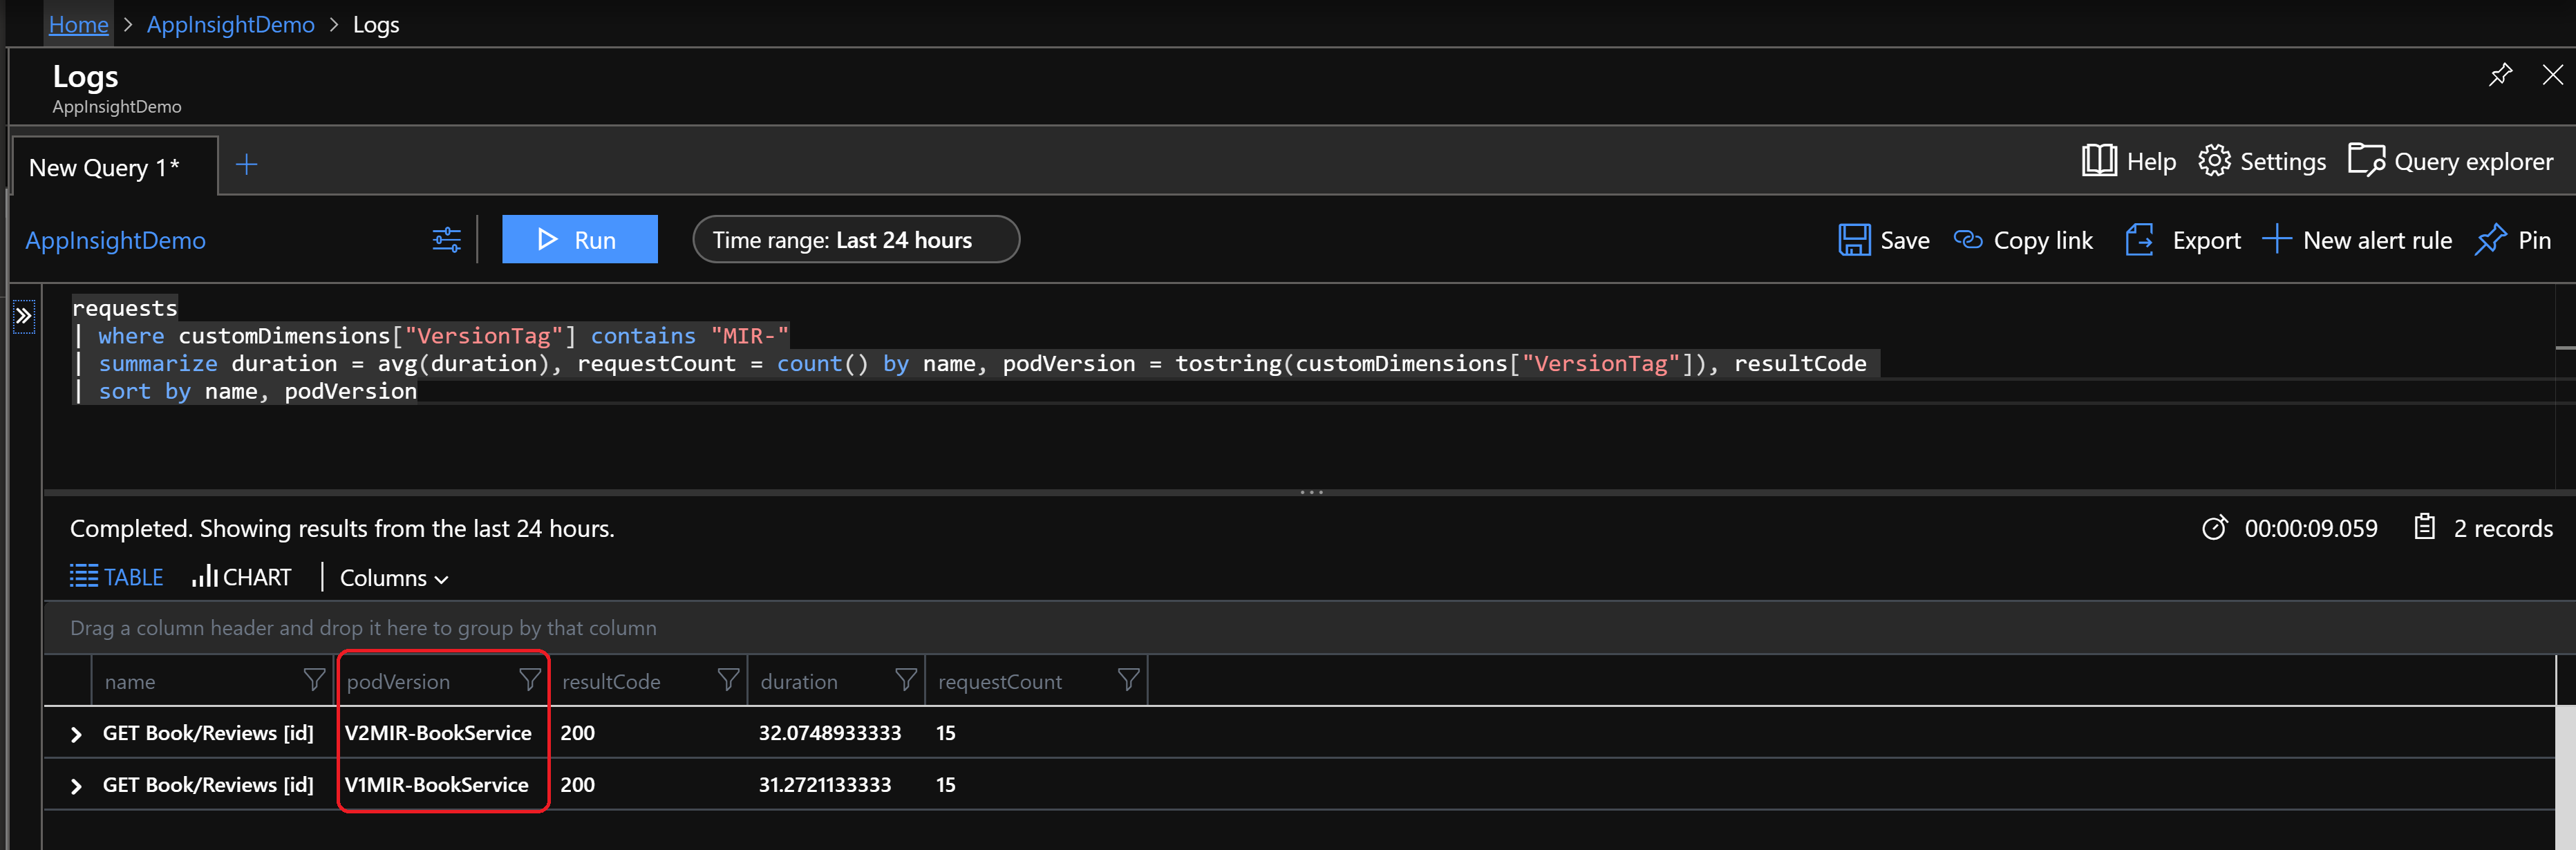 Home > AppInsightDemo > Logs
Logs
AppInsightDemo
New Query 1*
Help Settings Query explorer
AppInsightDemo Run Time range: Last 24 hours Save Copy link Export New alert rule Pin
requests
| where customDimensions["VersionTag"] contains "MIR-"
| summarize duration = avg(duration), requestCount = count() by name, podVersion = tostring(customDimensions["VersionTag"]), resultCode
| sort by name, podVersion
Completed. Showing results from the last 24 hours. 00:00:09.059 2 records
TABLE CHART | Columns
Drag a column header and drop it here to group by that column
name podVersion resultCode duration requestCount
GET Book/Reviews [id] V2MIR-BookService 200 32.0748933333 15
GET Book/Reviews [id] V1MIR-BookService 200 31.2721133333 15